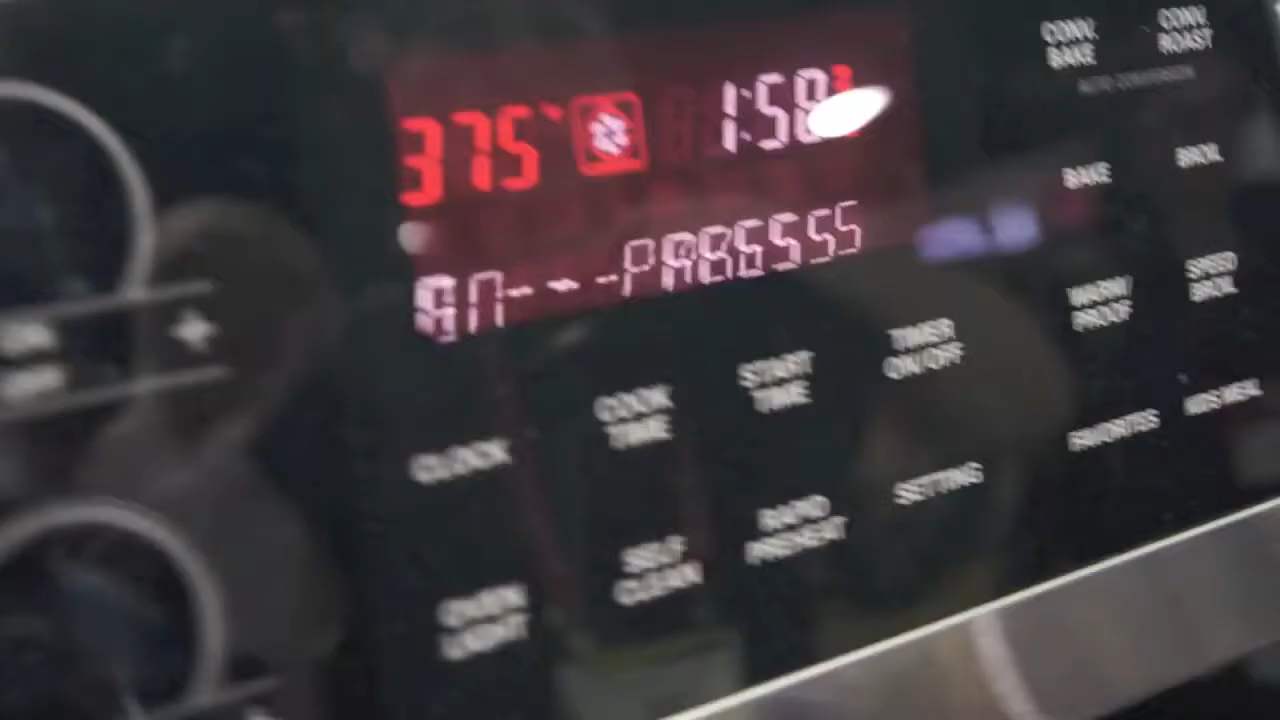 375°
1:58
CONV. BAKE
CONV. ROAST
BAKE
BROIL
WARM/PROOF
SPEED BROIL
CLOCK
COOK TIME
START TIME
TIMER ON/OFF
FAVORITES
OVEN LIGHT
SELF CLEAN
RAPID PREHEAT
SETTING